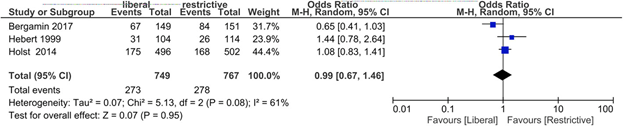 liberal restrictive Odds Ratio Odds Ratio
Study or Subgroup Events Total Events Total Weight M-H, Random, 95% CI M-H, Random, 95% CI
Bergamin 2017 67 149 84 151 31.6% 0.65 [0.41, 1.03]
Hebert 1999 31 104 26 114 23.9% 1.44 [0.78, 2.64]
Holst 2014 175 496 168 502 44.4% 1.08 [0.83, 1.41]
Total (95% CI) 749 767 100.0% 0.99 [0.67, 1.46]
Total events 273 278
Heterogeneity: Tau² = 0.07; Chi² = 5.13, df = 2 (P = 0.08); I² = 61%
Test for overall effect: Z = 0.07 (P = 0.95)
0.01 0.1 1 10 100
Favours [Liberal] Favours [Restrictive]